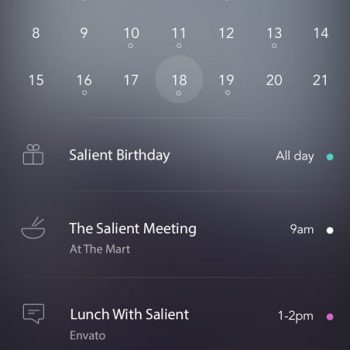 8 9 10 11 12 13 14
15 16 17 18 19 20 21
Salient Birthday All day
The Salient Meeting 9am
At The Mart
Lunch With Salient 1-2pm
Envato